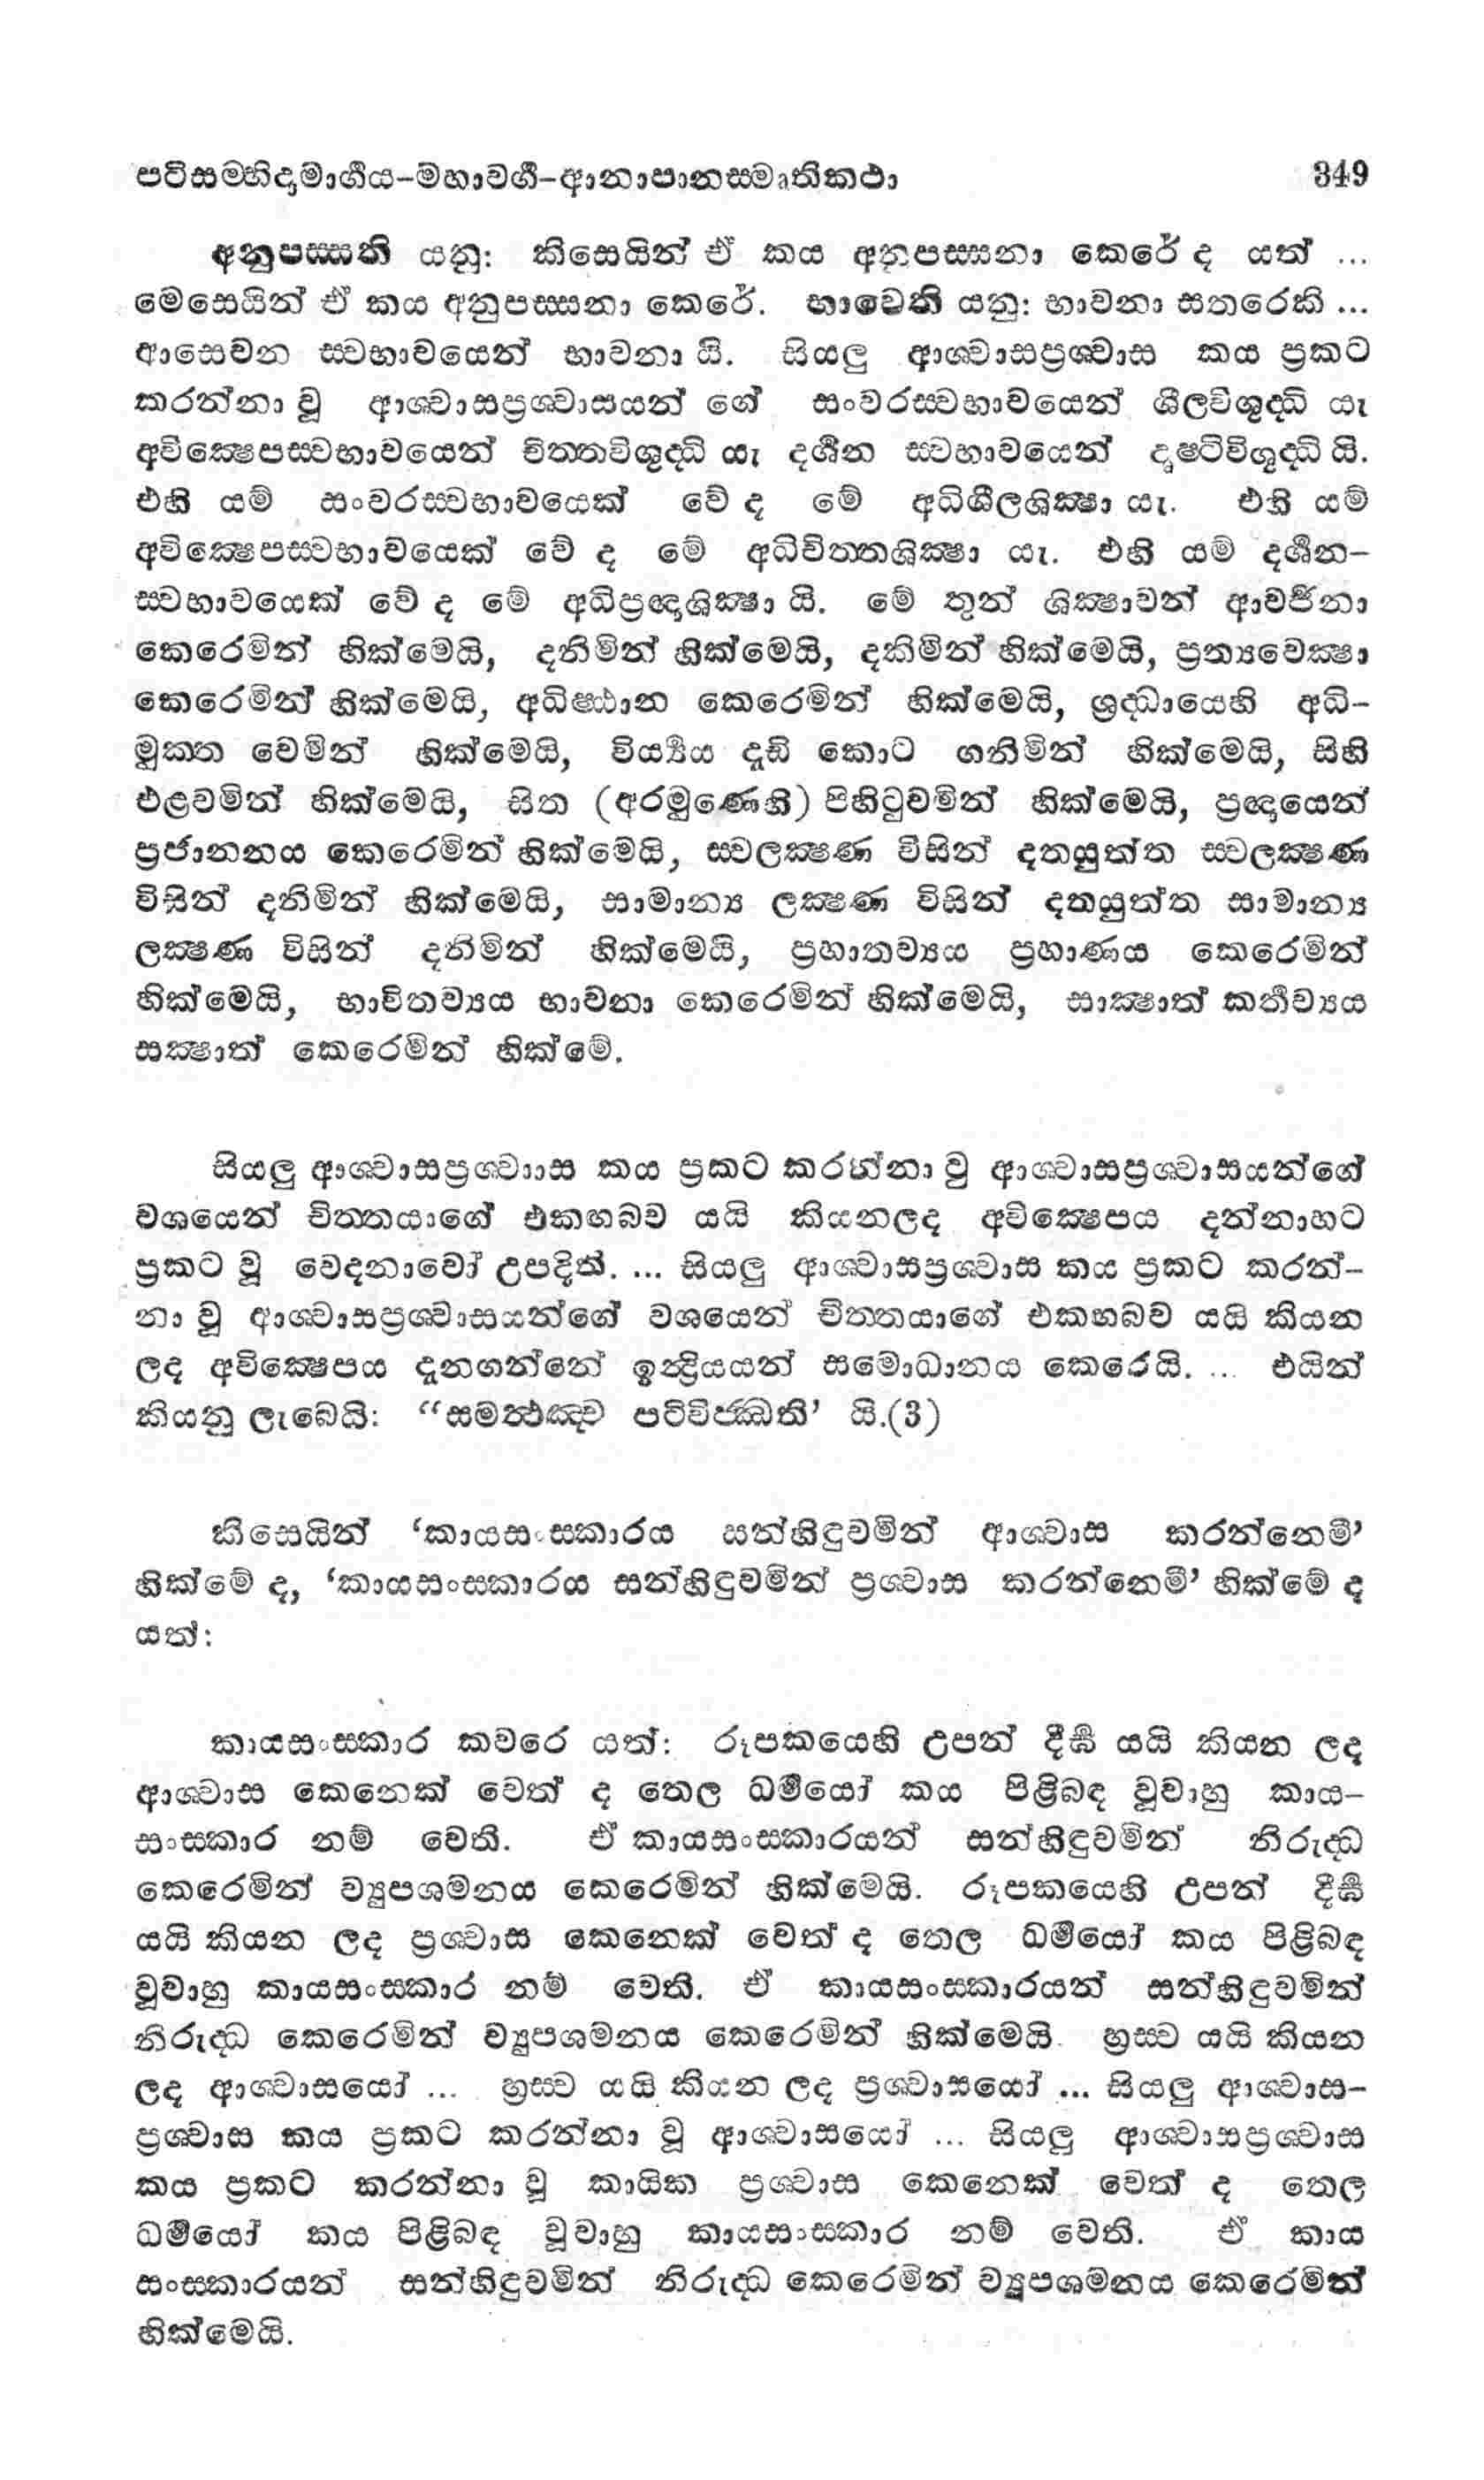 පටිසම්භිදාමාර්ගය-මහාවර්ග-ආනාපානස්මෘතිකථා 349
අනුපස්සති යනු: කිසෙයින් ඒ කය අනුපස්සනා කෙරේ ද යත් ...
මෙසෙයින් ඒ කය අනුපස්සනා කෙරේ. භාවෙති යනු: භාවනා සතරෙකි ...
ආසෙවන ස්වභාවයෙන් භාවනා යි. සියලු ආශ්වාසප්‍රශ්වාස කය ප්‍රකට
කරන්නා වූ ආශ්වාසප්‍රශ්වාසයන් ගේ සංවරස්වභාවයෙන් ශීලවිශුද්ධි යැ
අවික්‍ෂෙපස්වභාවයෙන් චිත්තවිශුද්ධි යැ දර්ශන ස්වභාවයෙන් දෘෂ්ටිවිශුද්ධි යි.
එහි යම් සංවරස්වභාවයෙක් වේ ද මේ අධිශීලශික්‍ෂා යැ. එහි යම්
අවික්‍ෂෙපස්වභාවයෙක් වේ ද මේ අධිචිත්තශික්‍ෂා යැ. එහි යම් දර්ශන-
ස්වභාවයෙක් වේ ද මේ අධිප්‍රඥාශික්‍ෂා යි. මේ තුන් ශික්‍ෂාවන් ආවර්ජනා
කෙරෙමින් හික්මෙයි, දනිමින් හික්මෙයි, දකිමින් හික්මෙයි, ප්‍රත්‍යවෙක්‍ෂා
කෙරෙමින් හික්මෙයි, අධිෂ්ඨාන කෙරෙමින් හික්මෙයි, ශ්‍රද්ධායෙහි අධි-
මුක්ත වෙමින් හික්මෙයි, වීර්‍ය්‍යය දැඩි කොට ගනිමින් හික්මෙයි, සිහි
එළවමින් හික්මෙයි, සිත (අරමුණෙහි) පිහිටුවමින් හික්මෙයි, ප්‍රඥායෙන්
ප්‍රජානනය කෙරෙමින් හික්මෙයි, ස්වලක්‍ෂණ විසින් දතයුත්ත ස්වලක්‍ෂණ
විසින් දනිමින් හික්මෙයි, සාමාන්‍ය ලක්‍ෂණ විසින් දතයුත්ත සාමාන්‍ය
ලක්‍ෂණ විසින් දනිමින් හික්මෙයි, ප්‍රහාතව්‍යය ප්‍රහාණය කෙරෙමින්
හික්මෙයි, භාවිතව්‍යය භාවනා කෙරෙමින් හික්මෙයි, සාක්‍ෂාත් කර්තව්‍යය
සක්‍ෂාත් කෙරෙමින් හික්මේ.
සියලු ආශ්වාසප්‍රශ්වාාස කය ප්‍රකට කරන්නා වු ආශ්වාසප්‍රශ්වාසයන්ගේ
වශයෙන් චිත්තයාගේ එකඟබව යයි කියනලද අවික්‍ෂෙපය දන්නාහට
ප්‍රකට වූ වෙදනාවෝ උපදිත්. ... සියලු ආශ්වාසප්‍රශ්වාස කය ප්‍රකට කරන්-
නා වූ ආශ්වාසප්‍රශ්වාසයන්ගේ වශයෙන් චිත්තයාගේ එකඟබව යයි කියන
ලද අවික්‍ෂෙපය දැනගන්නේ ඉන්ද්‍රියයන් සමොධානය කෙරෙයි. ... එයින්
කියනු ලැබෙයි: “සමත්ථඤ්ච පටිවිජ්ඣති’ යි.(3)
කිසෙයින් ‘කායසංස්කාරය සන්හිඳුවමින් ආශ්වාස කරන්නෙමි’
හික්මේ ද, ‘කායසංස්කාරය සන්හිඳුවමින් ප්‍රශ්වාස කරන්නෙමි’ හික්මේ ද
යත්:
කායසංස්කාර කවරෙ යත්: රූපකයෙහි උපන් දීර්ඝ යයි කියන ලද
ආශ්වාස කෙනෙක් වෙත් ද තෙල ධර්මයෝ කය පිළිබඳ වූවාහු කාය-
සංස්කාර නම් වෙති. ඒ කායසංස්කාරයන් සන්හිඳුවමින් නිරුද්ධ
කෙරෙමින් ව්‍යුපශමනය කෙරෙමින් හික්මෙයි. රූපකයෙහි උපන් දීර්ඝ
යයි කියන ලද ප්‍රශ්වාස කෙනෙක් වෙත් ද තෙල ධර්මයෝ කය පිළිබඳ
වූවාහු කායසංස්කාර නම් වෙති. ඒ කායසංස්කාරයන් සන්හිඳුවමින්
නිරුද්ධ කෙරෙමින් ව්‍යුපශමනය කෙරෙමින් හික්මෙයි. හ්‍රස්ව යයි කියන
ලද ආශ්වාසයෝ ... හ්‍රස්ව යයි කියන ලද ප්‍රශ්වාසයෝ ... සියලු ආශ්වාස-
ප්‍රශ්වාස කය ප්‍රකට කරන්නා වූ ආශ්වාසයෝ ... සියලු ආශ්වාසප්‍රශ්වාස
කය ප්‍රකට කරන්නා වූ කායික ප්‍රශ්වාස කෙනෙක් වෙත් ද තෙල
ධර්මයෝ කය පිළිබඳ වූවාහු කායසංස්කාර නම් වෙති. ඒ කාය
සංස්කාරයන් සන්හිඳුවමින් නිරුද්ධ කෙරෙමින් ව්‍යුපශමනය කෙරෙමින්
හික්මෙයි.